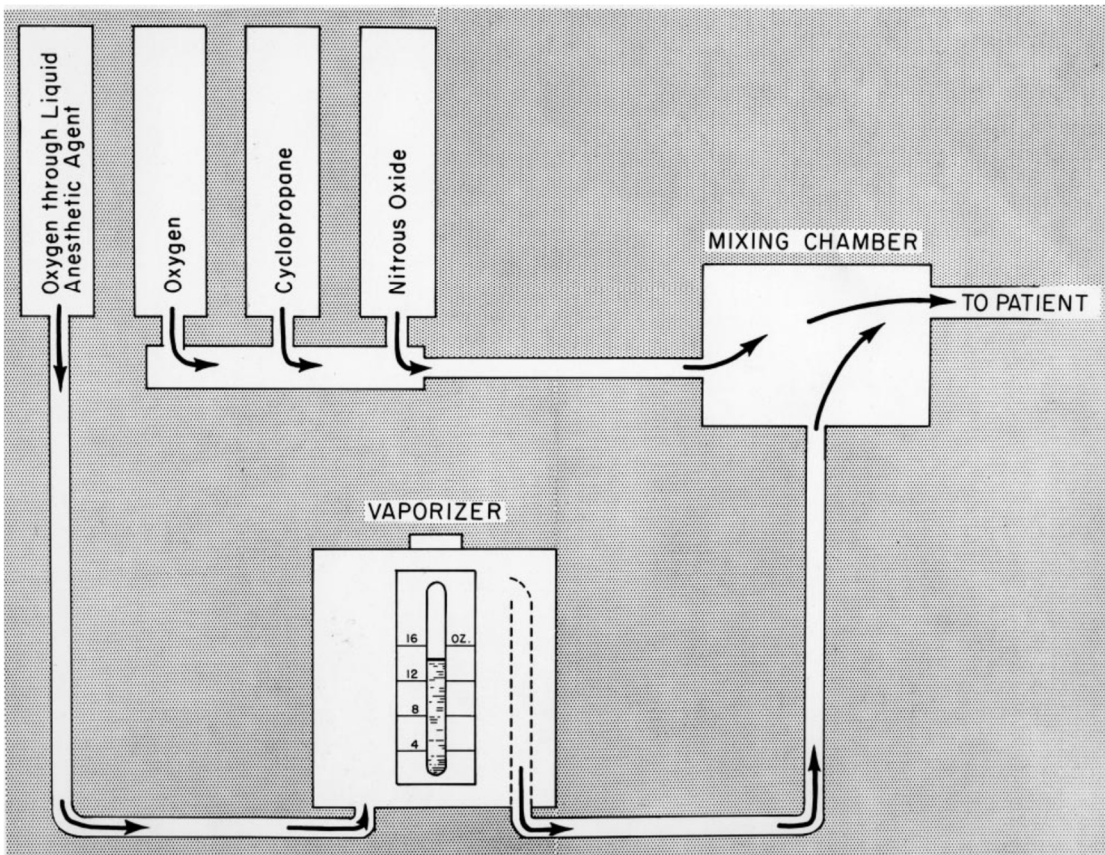 Oxygen through Liquid
Anesthetic Agent
Oxygen
Cyclopropane
Nitrous Oxide
MIXING CHAMBER
TO PATIENT
VAPORIZER
16 OZ.
12
8
4